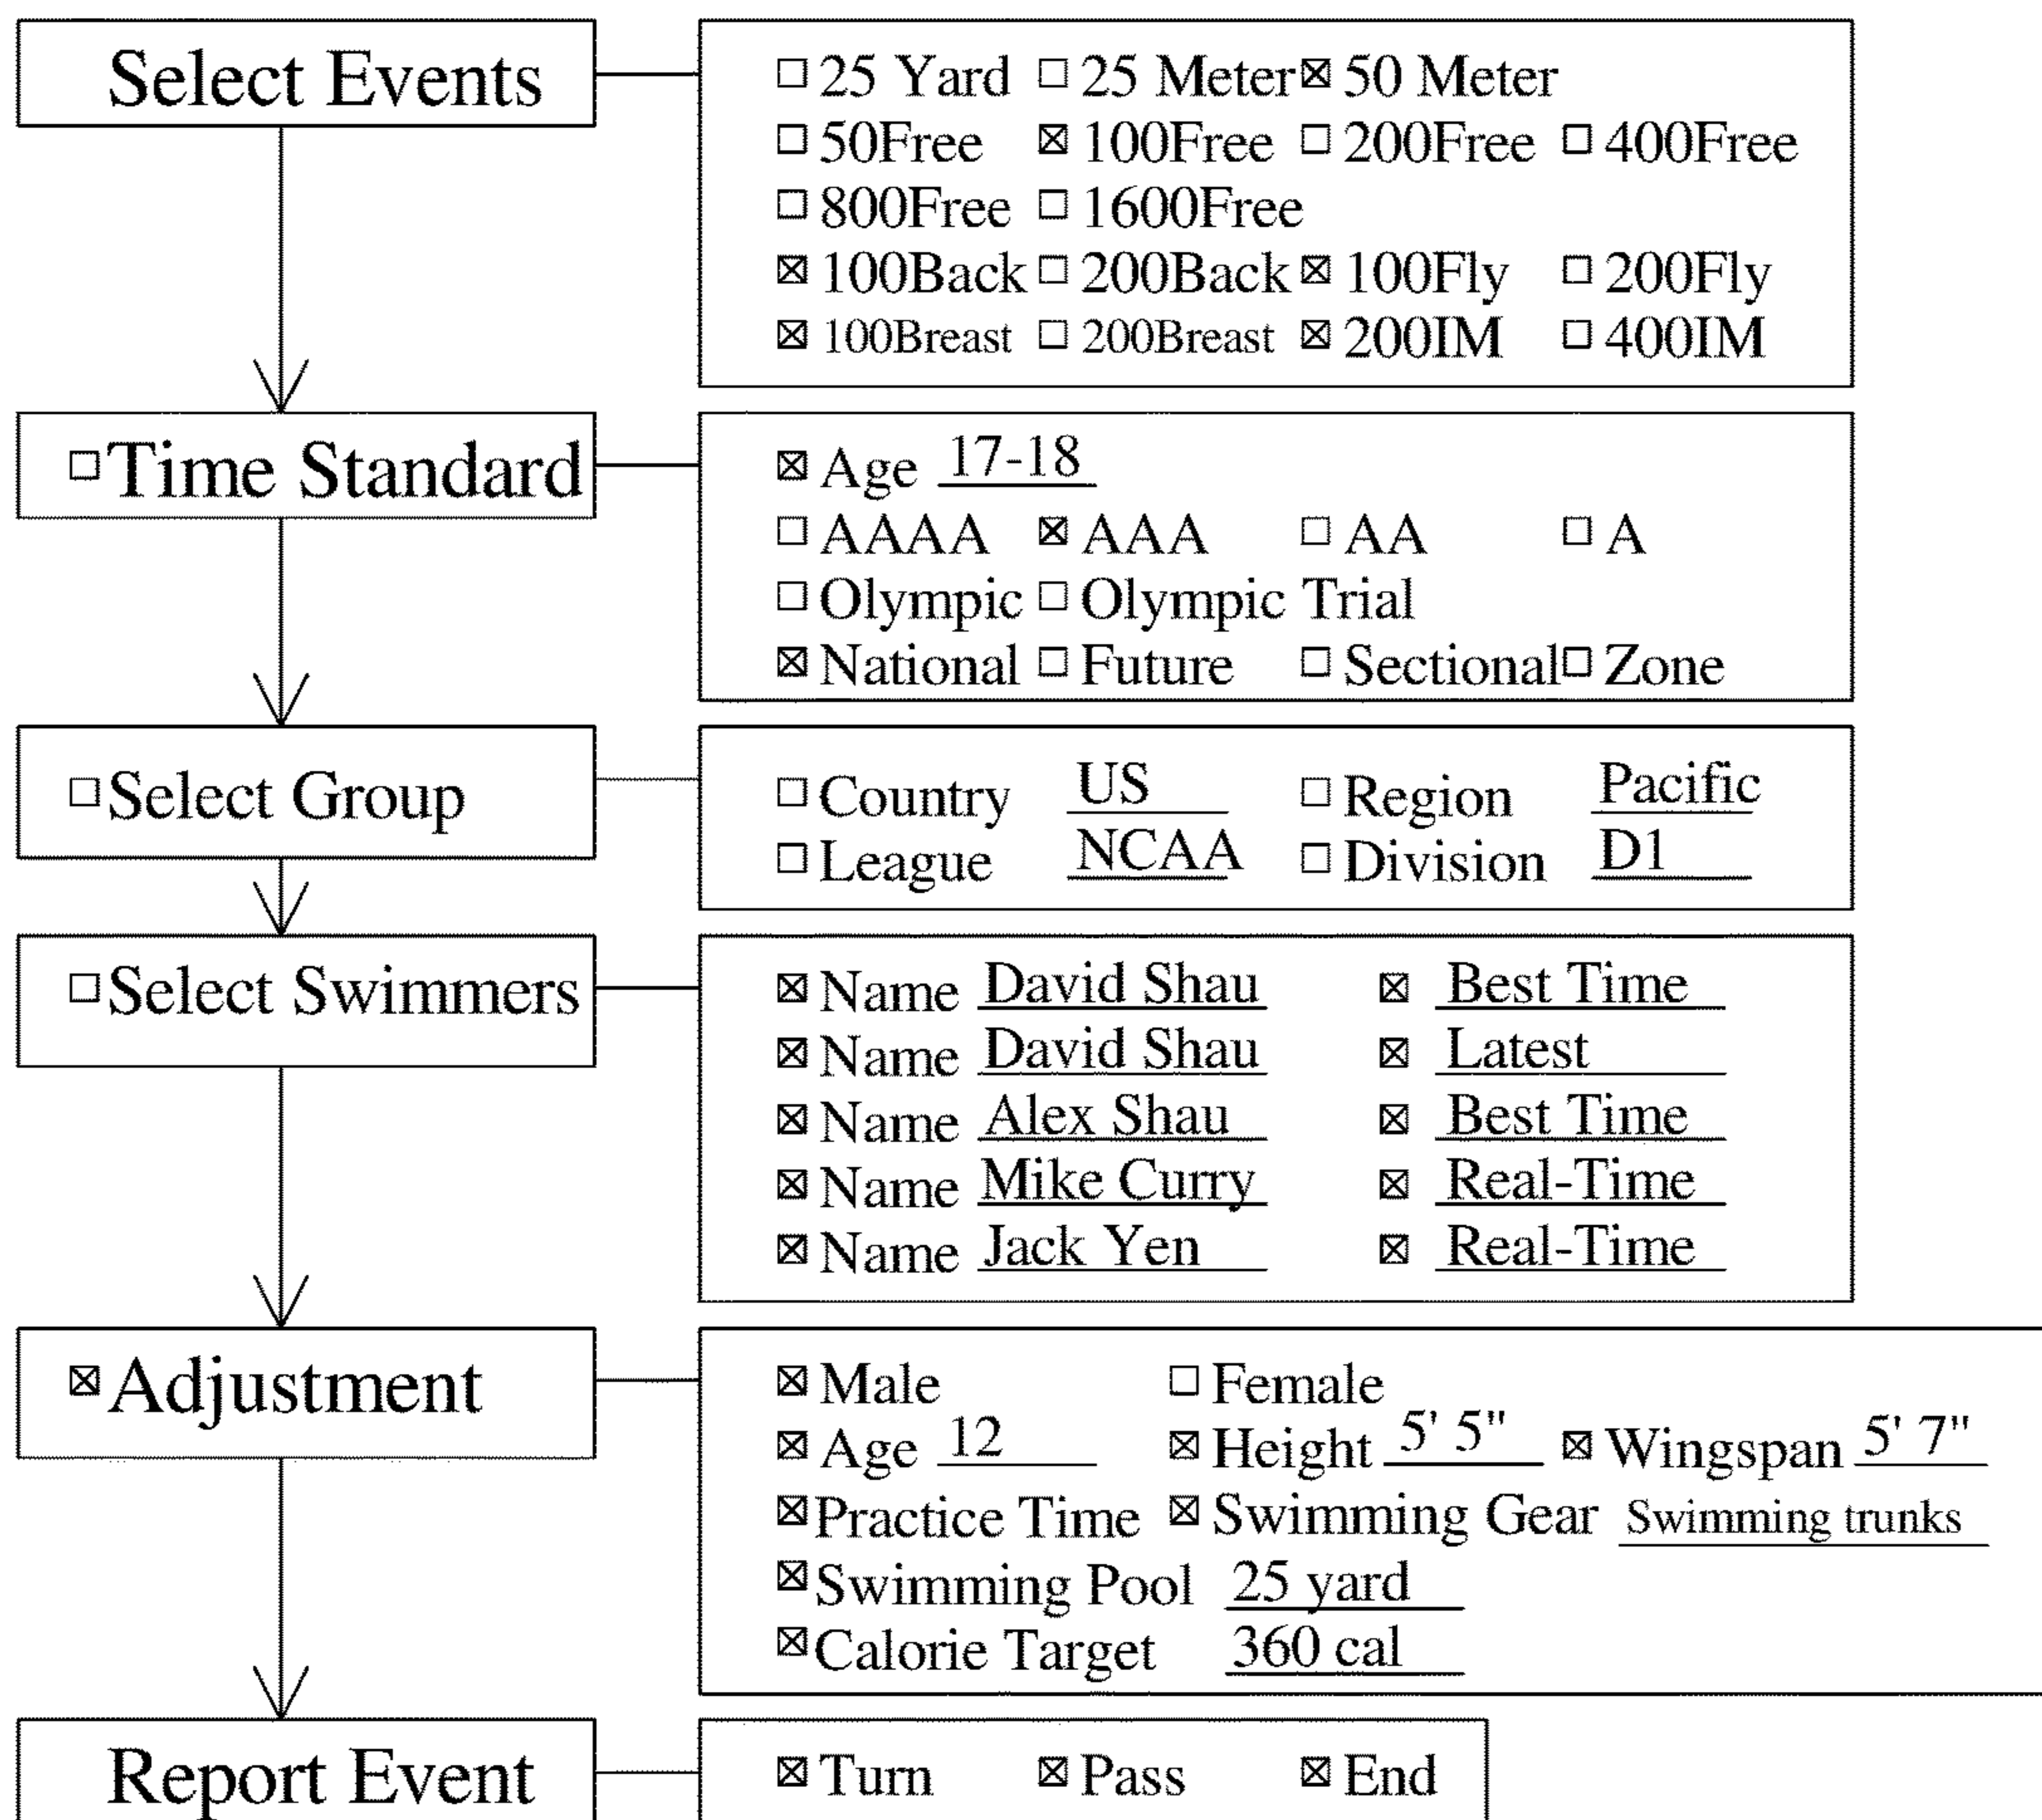 Select Events
☐ 25 Yard ☐ 25 Meter ☒ 50 Meter
☐ 50Free ☒ 100Free ☐ 200Free ☐ 400Free
☐ 800Free ☐ 1600Free
☒ 100Back ☐ 200Back ☒ 100Fly ☐ 200Fly
☒ 100Breast ☐ 200Breast ☒ 200IM ☐ 400IM
☐ Time Standard
☒ Age 17-18
☐ AAAA ☒ AAA ☐ AA ☐ A
☐ Olympic ☐ Olympic Trial
☒ National ☐ Future ☐ Sectional ☐ Zone
☐ Select Group
☐ Country US ☐ Region Pacific
☐ League NCAA ☐ Division D1
☐ Select Swimmers
☒ Name David Shau ☒ Best Time
☒ Name David Shau ☒ Latest
☒ Name Alex Shau ☒ Best Time
☒ Name Mike Curry ☒ Real-Time
☒ Name Jack Yen ☒ Real-Time
☒ Adjustment
☒ Male ☐ Female
☒ Age 12 ☒ Height 5' 5" ☒ Wingspan 5' 7"
☒ Practice Time ☒ Swimming Gear Swimming trunks
☒ Swimming Pool 25 yard
☒ Calorie Target 360 cal
Report Event
☒ Turn ☒ Pass ☒ End